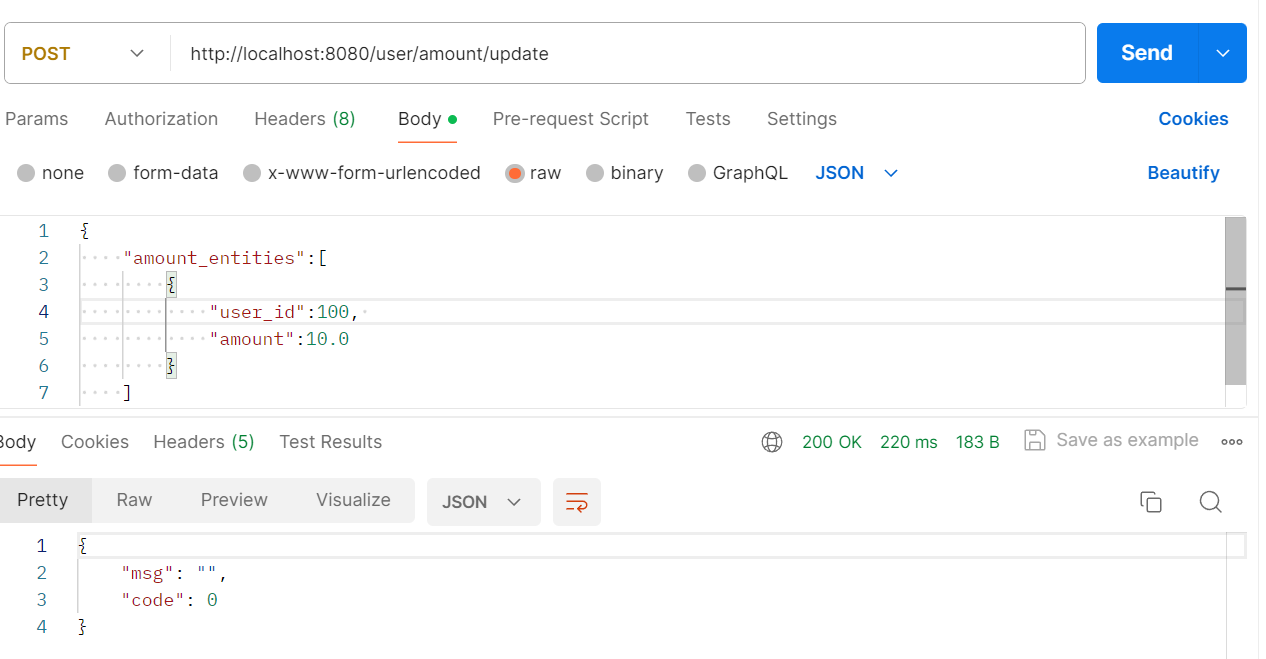 POST http://localhost:8080/user/amount/update Send
Params Authorization Headers (8) Body Pre-request Script Tests Settings Cookies
none form-data x-www-form-urlencoded raw binary GraphQL JSON Beautify
1 {
2 "amount_entities":[
3 {
4 "user_id":100,
5 "amount":10.0
6 }
7 ]
Body Cookies Headers (5) Test Results 200 OK 220 ms 183 B Save as example
Pretty Raw Preview Visualize JSON
1 {
2 "msg": "",
3 "code": 0
4 }